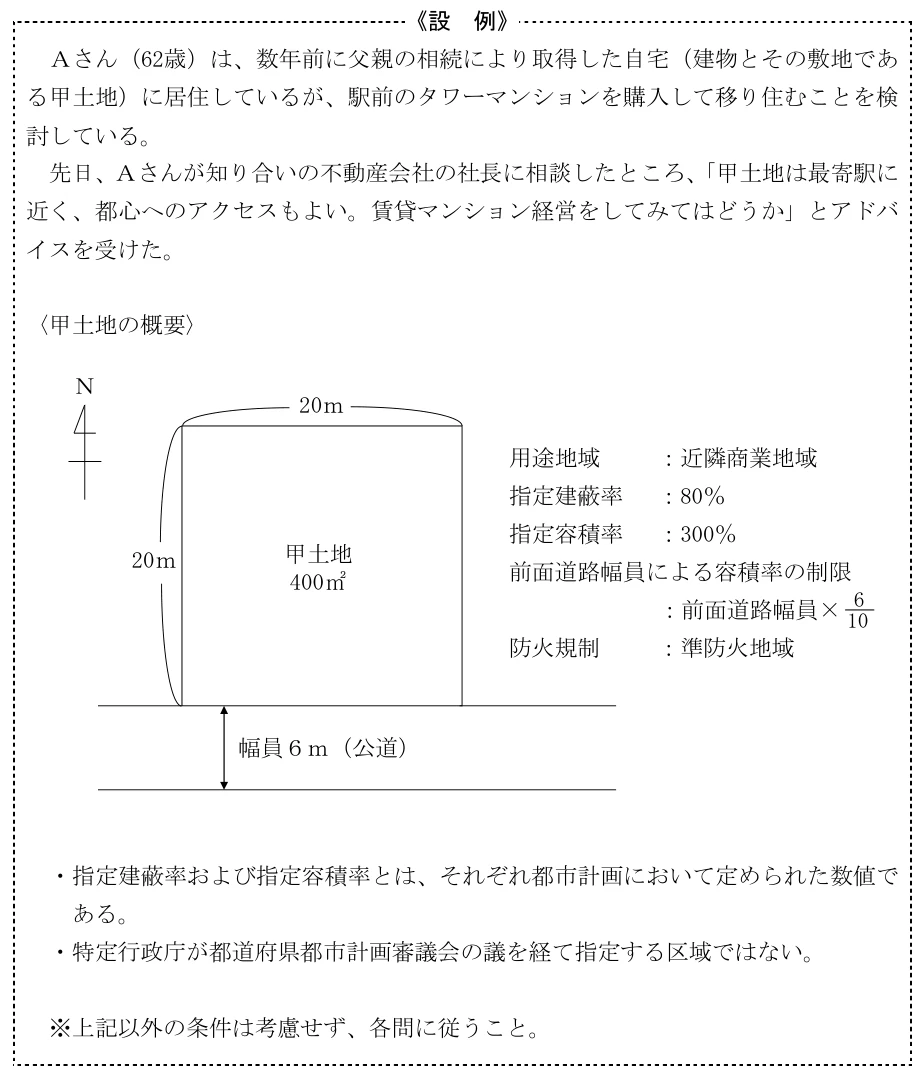 《設　例》
Aさん（62歳）は、数年前に父親の相続により取得した自宅（建物とその敷地であ
る甲土地）に居住しているが、駅前のタワーマンションを購入して移り住むことを検
討している。
先日、Aさんが知り合いの不動産会社の社長に相談したところ、「甲土地は最寄駅に
近く、都心へのアクセスもよい。賃貸マンション経営をしてみてはどうか」とアドバ
イスを受けた。
〈甲土地の概要〉
N
20m
20m
甲土地
400㎡
用途地域　：近隣商業地域
指定建蔽率　：80％
指定容積率　：300％
前面道路幅員による容積率の制限
：前面道路幅員×6/10
防火規制　：準防火地域
幅員6m（公道）
・指定建蔽率および指定容積率とは、それぞれ都市計画において定められた数値で
ある。
・特定行政庁が都道府県都市計画審議会の議を経て指定する区域ではない。
※上記以外の条件は考慮せず、各問に従うこと。